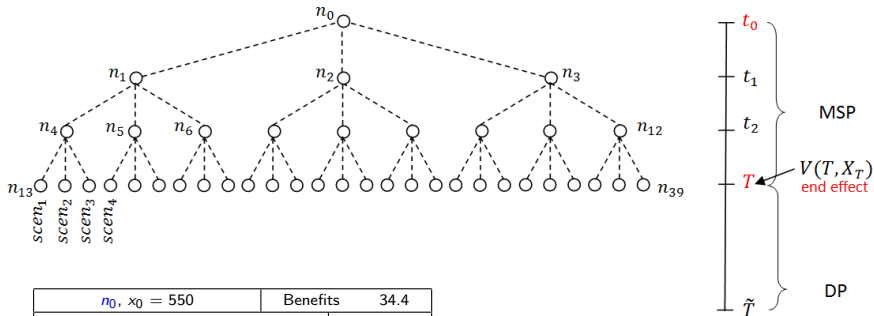 n₀
t₀
n₁
n₂
n₃
t₁
MSP
n₄
n₅
n₆
n₁₂
t₂
n₁₃
n₃₉
T
V(T, X_T)
end effect
scen₁
scen₂
scen₃
scen₄
DP
n₀, x₀ = 550 Benefits 34.4
T̃